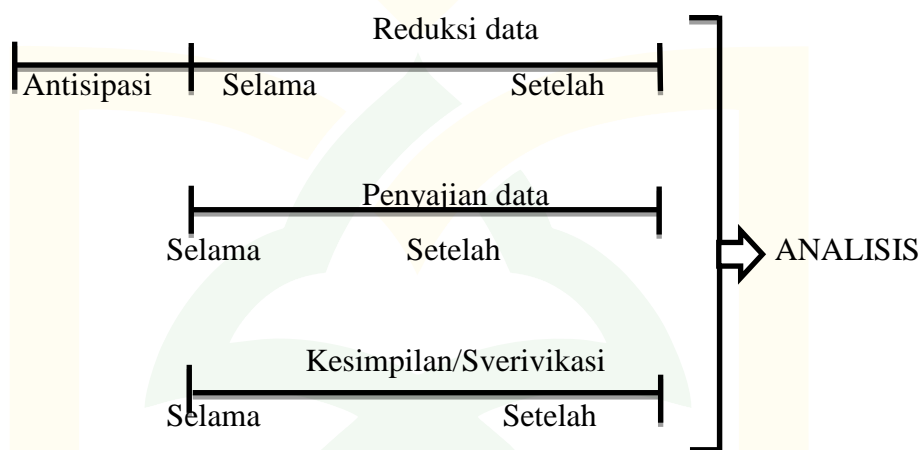 Reduksi data
Antisipasi Selama Setelah
Penyajian data
Selama Setelah
ANALISIS
Kesimpilan/Sverivikasi
Selama Setelah